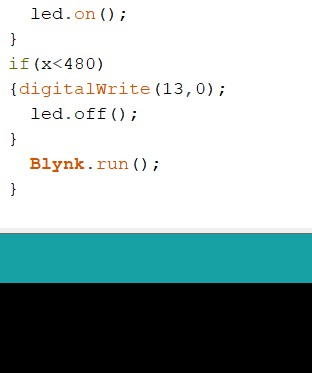 led.on();
}
if(x<480)
{digitalWrite(13,0);
led.off();
}
Blynk.run();
}